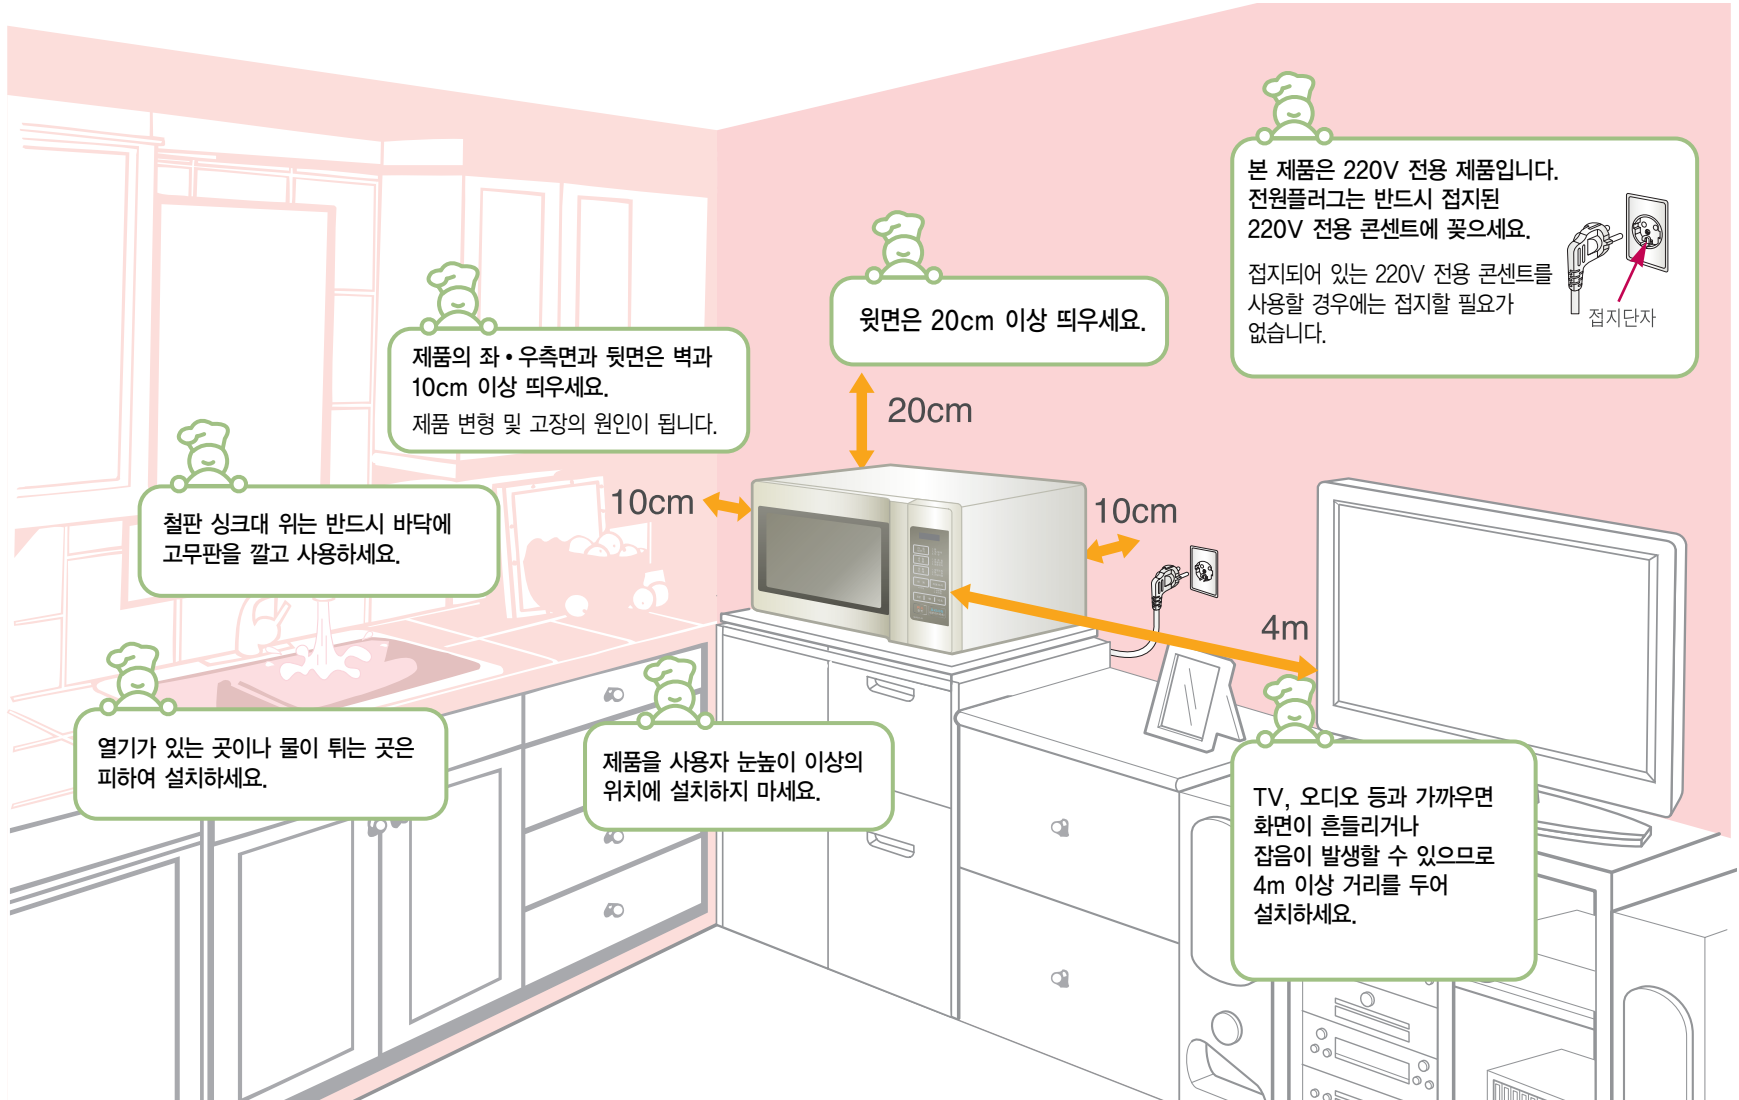 본 제품은 220V 전용 제품입니다.
전원플러그는 반드시 접지된
220V 전용 콘센트에 꽂으세요.
접지되어 있는 220V 전용 콘센트를
사용할 경우에는 접지할 필요가
없습니다.
접지단자
윗면은 20cm 이상 띄우세요.
제품의 좌•우측면과 뒷면은 벽과
10cm 이상 띄우세요.
제품 변형 및 고장의 원인이 됩니다.
20cm
10cm
10cm
4m
철판 싱크대 위는 반드시 바닥에
고무판을 깔고 사용하세요.
열기가 있는 곳이나 물이 튀는 곳은
피하여 설치하세요.
제품을 사용자 눈높이 이상의
위치에 설치하지 마세요.
TV, 오디오 등과 가까우면
화면이 흔들리거나
잡음이 발생할 수 있으므로
4m 이상 거리를 두어
설치하세요.